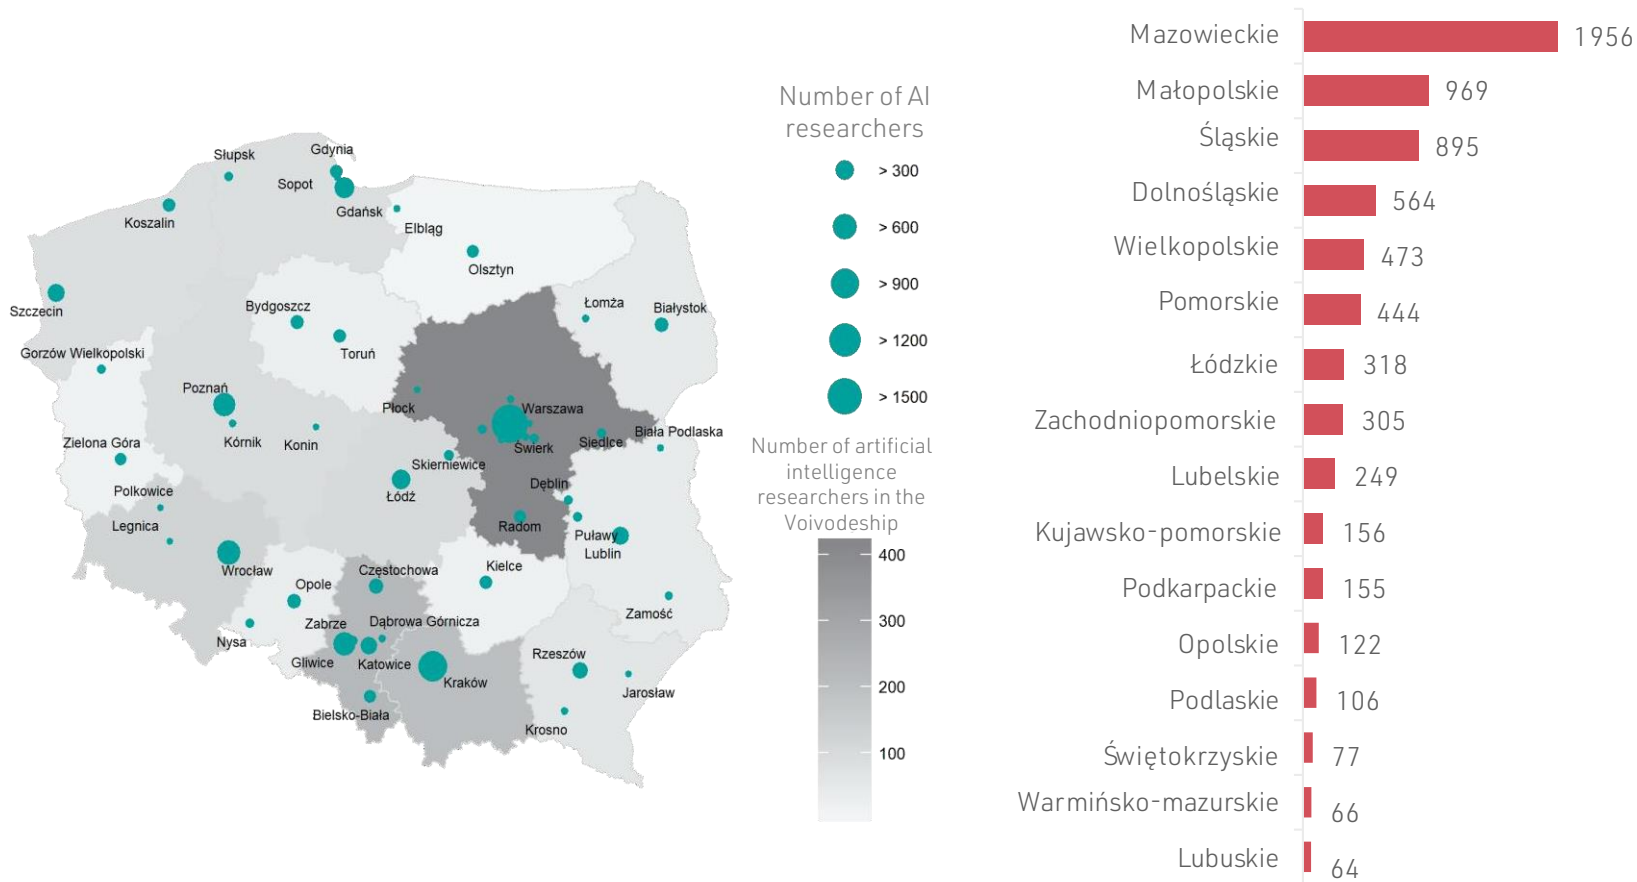 Słupsk
Gdynia
Sopot
Gdańsk
Koszalin
Elbląg
Olsztyn
Szczecin
Bydgoszcz
Toruń
Łomża
Białystok
Gorzów Wielkopolski
Poznań
Płock
Warszawa
Kórnik
Konin
Świerk
Siedlce
Biała Podlaska
Zielona Góra
Skierniewice
Łódź
Dęblin
Polkowice
Legnica
Radom
Puławy
Lublin
Wrocław
Częstochowa
Kielce
Opole
Zamość
Nysa
Zabrze
Dąbrowa Górnicza
Gliwice
Katowice
Kraków
Rzeszów
Jarosław
Bielsko-Biała
Krosno
Number of AI
researchers
> 300
> 600
> 900
> 1200
> 1500
Number of artificial
intelligence
researchers in the
Voivodeship
400
300
200
100
Mazowieckie 1956
Małopolskie 969
Śląskie 895
Dolnośląskie 564
Wielkopolskie 473
Pomorskie 444
Łódzkie 318
Zachodniopomorskie 305
Lubelskie 249
Kujawsko-pomorskie 156
Podkarpackie 155
Opolskie 122
Podlaskie 106
Świętokrzyskie 77
Warmińsko-mazurskie 66
Lubuskie 64